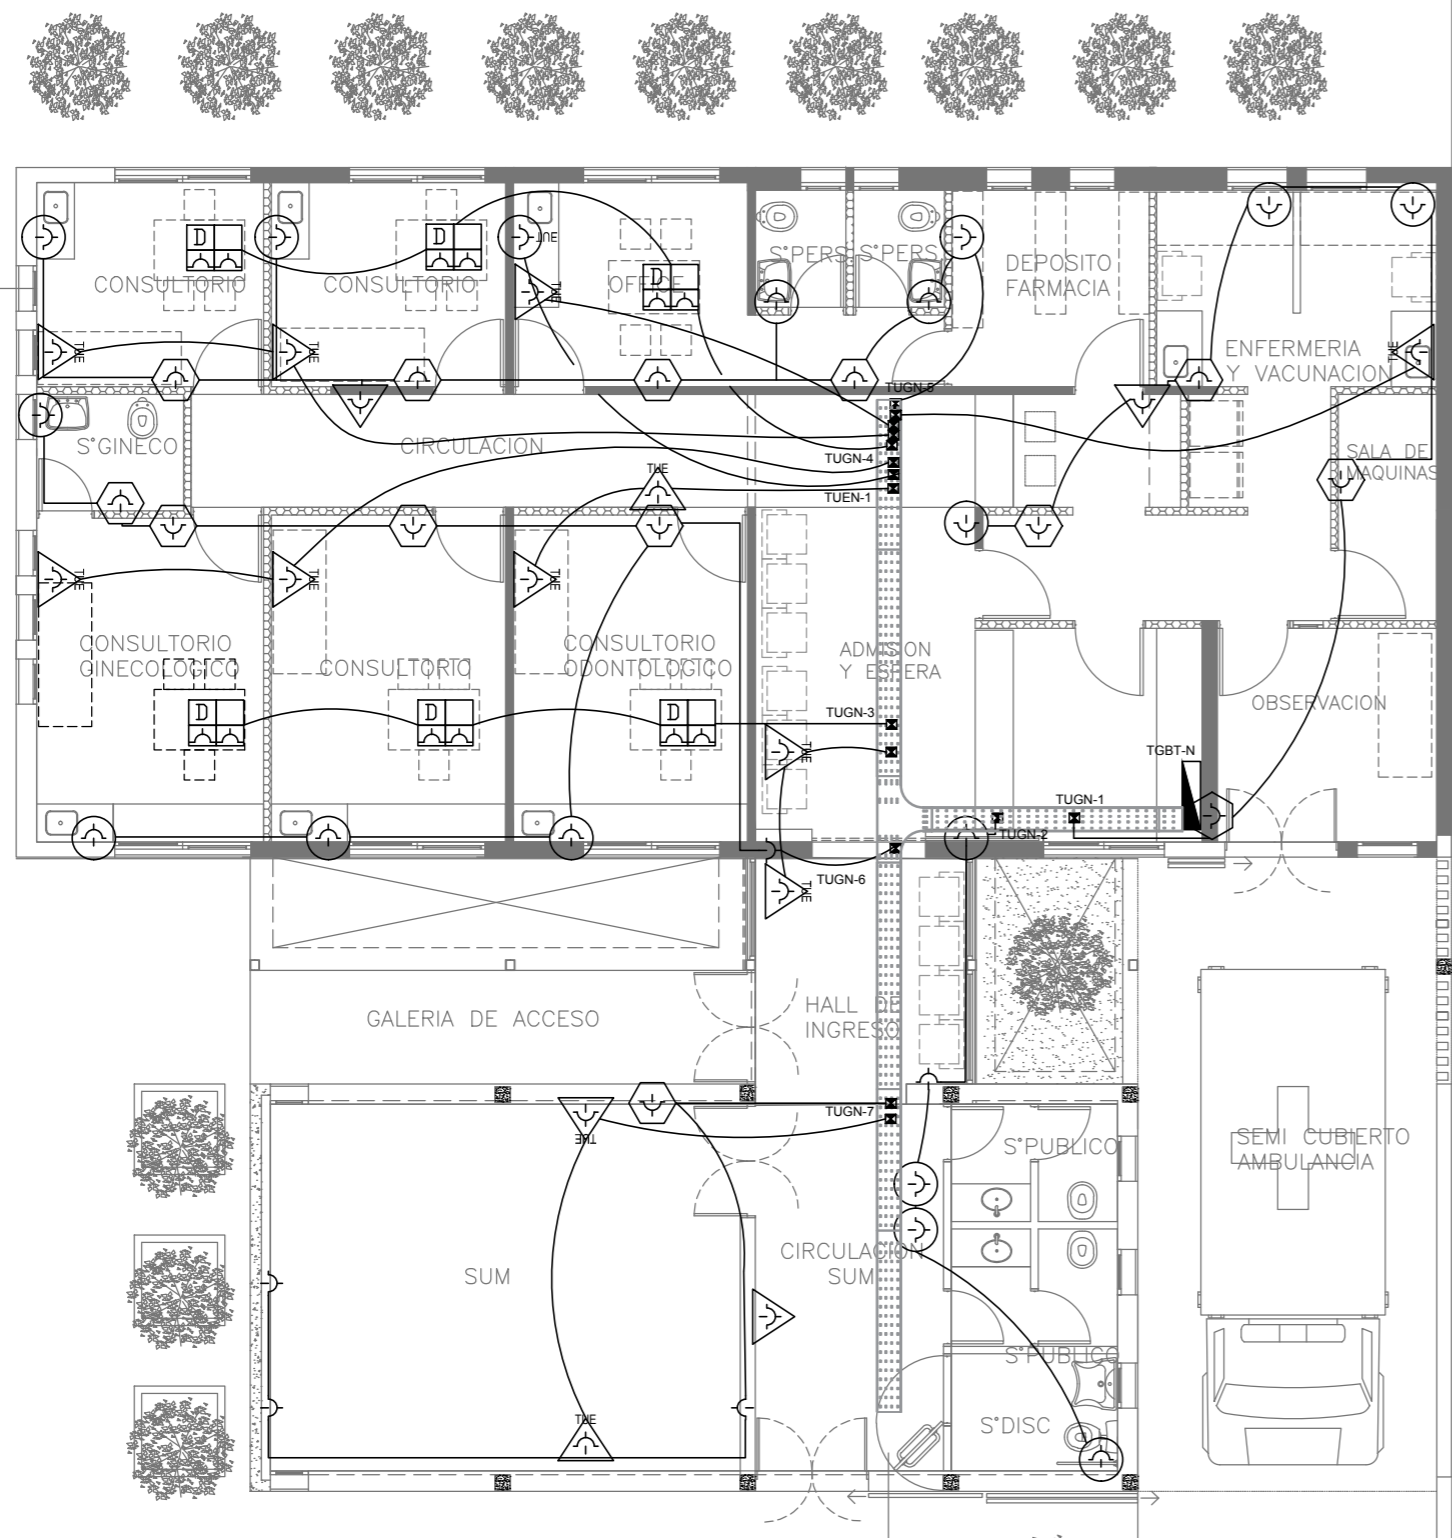 D
D
TUE
D
S°PERS
S°PERS
CONSULTORIO
CONSULTORIO
TUE
OFFICE
DEPOSITO
FARMACIA
TUE
TUE
TUE
ENFERMERIA
Y VACUNACION
TUGN-5
S°GINECO
CIRCULACION
TUGN-4
TUE
TUEN-1
SALA DE
MAQUINAS
TUE
TUE
TUE
CONSULTORIO
GINECOLOGICO
CONSULTORIO
CONSULTORIO
ODONTOLOGICO
ADMISION
Y ESPERA
OBSERVACION
D
D
D
TUGN-3
TUE
TGBT-N
TUGN-1
TUGN-2
TUGN-6
TUE
GALERIA DE ACCESO
HALL DE
INGRESO
TUGN-7
TUE
S°PUBLICO
SEMI CUBIERTO
AMBULANCIA
SUM
CIRCULACION
SUM
S°PUBLICO
TUE
S°DISC